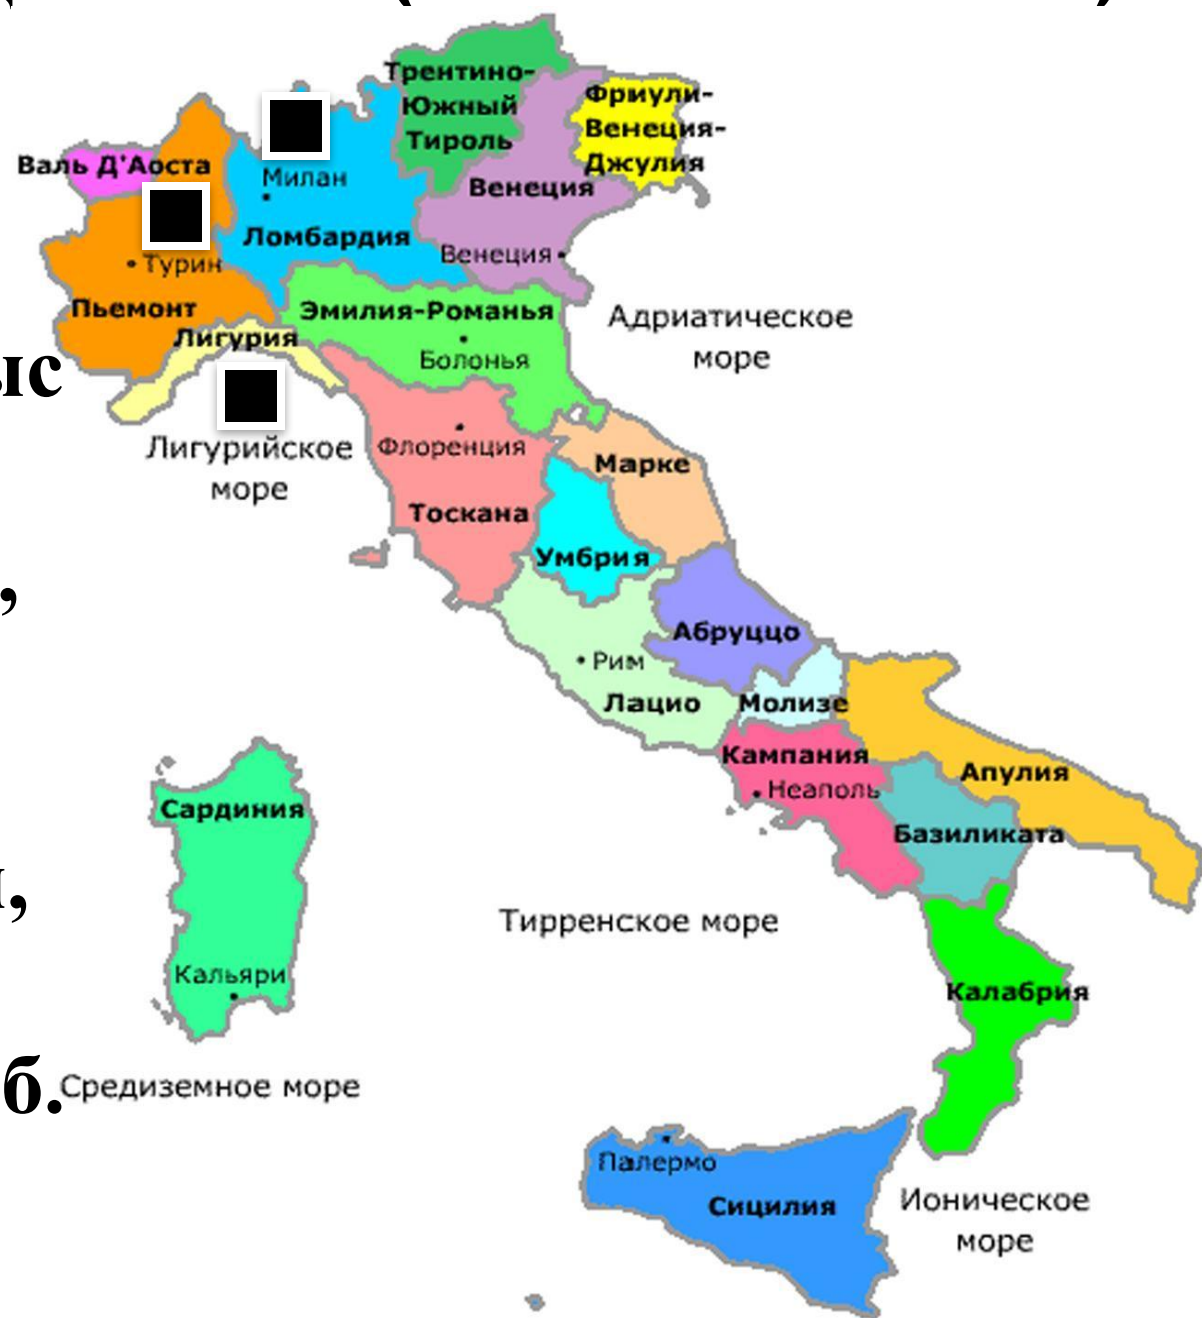 Трентино-
Южный
Тироль
Фриули-
Венеция-
Джулия
Валь Д'Аоста
Милан
Венеция
Ломбардия
Венеция
Турин
Пьемонт
Эмилия-Романья
Адриатическое
море
Лигурия
Болонья
ыс
Лигурийское
море
Флоренция
Марке
Тоскана
Умбрия
,
Абруццо
Рим
Лацио
Молизе
Кампания
Неаполь
Апулия
Сардиния
Базиликата
Тирренское море
Кальяри
Калабрия
б.
Средиземное море
Палермо
Сицилия
Ионическое
море